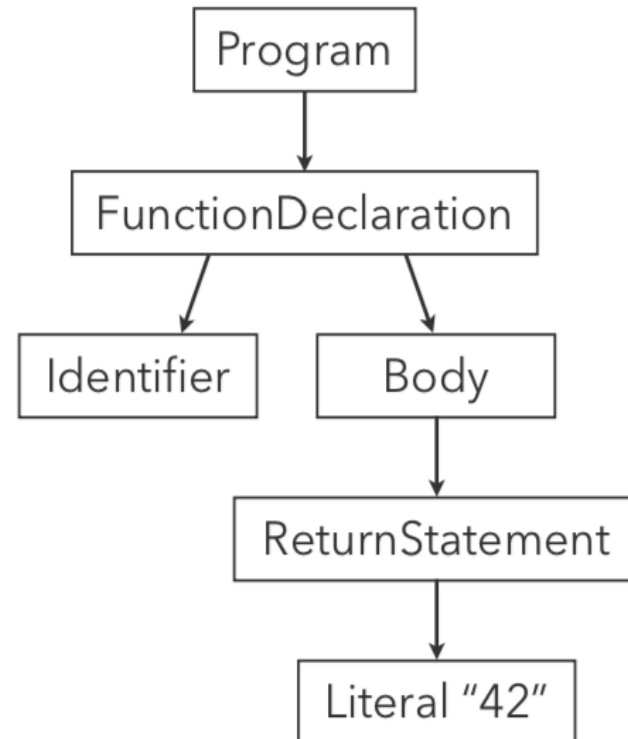 Program
FunctionDeclaration
Identifier
Body
ReturnStatement
Literal “42”